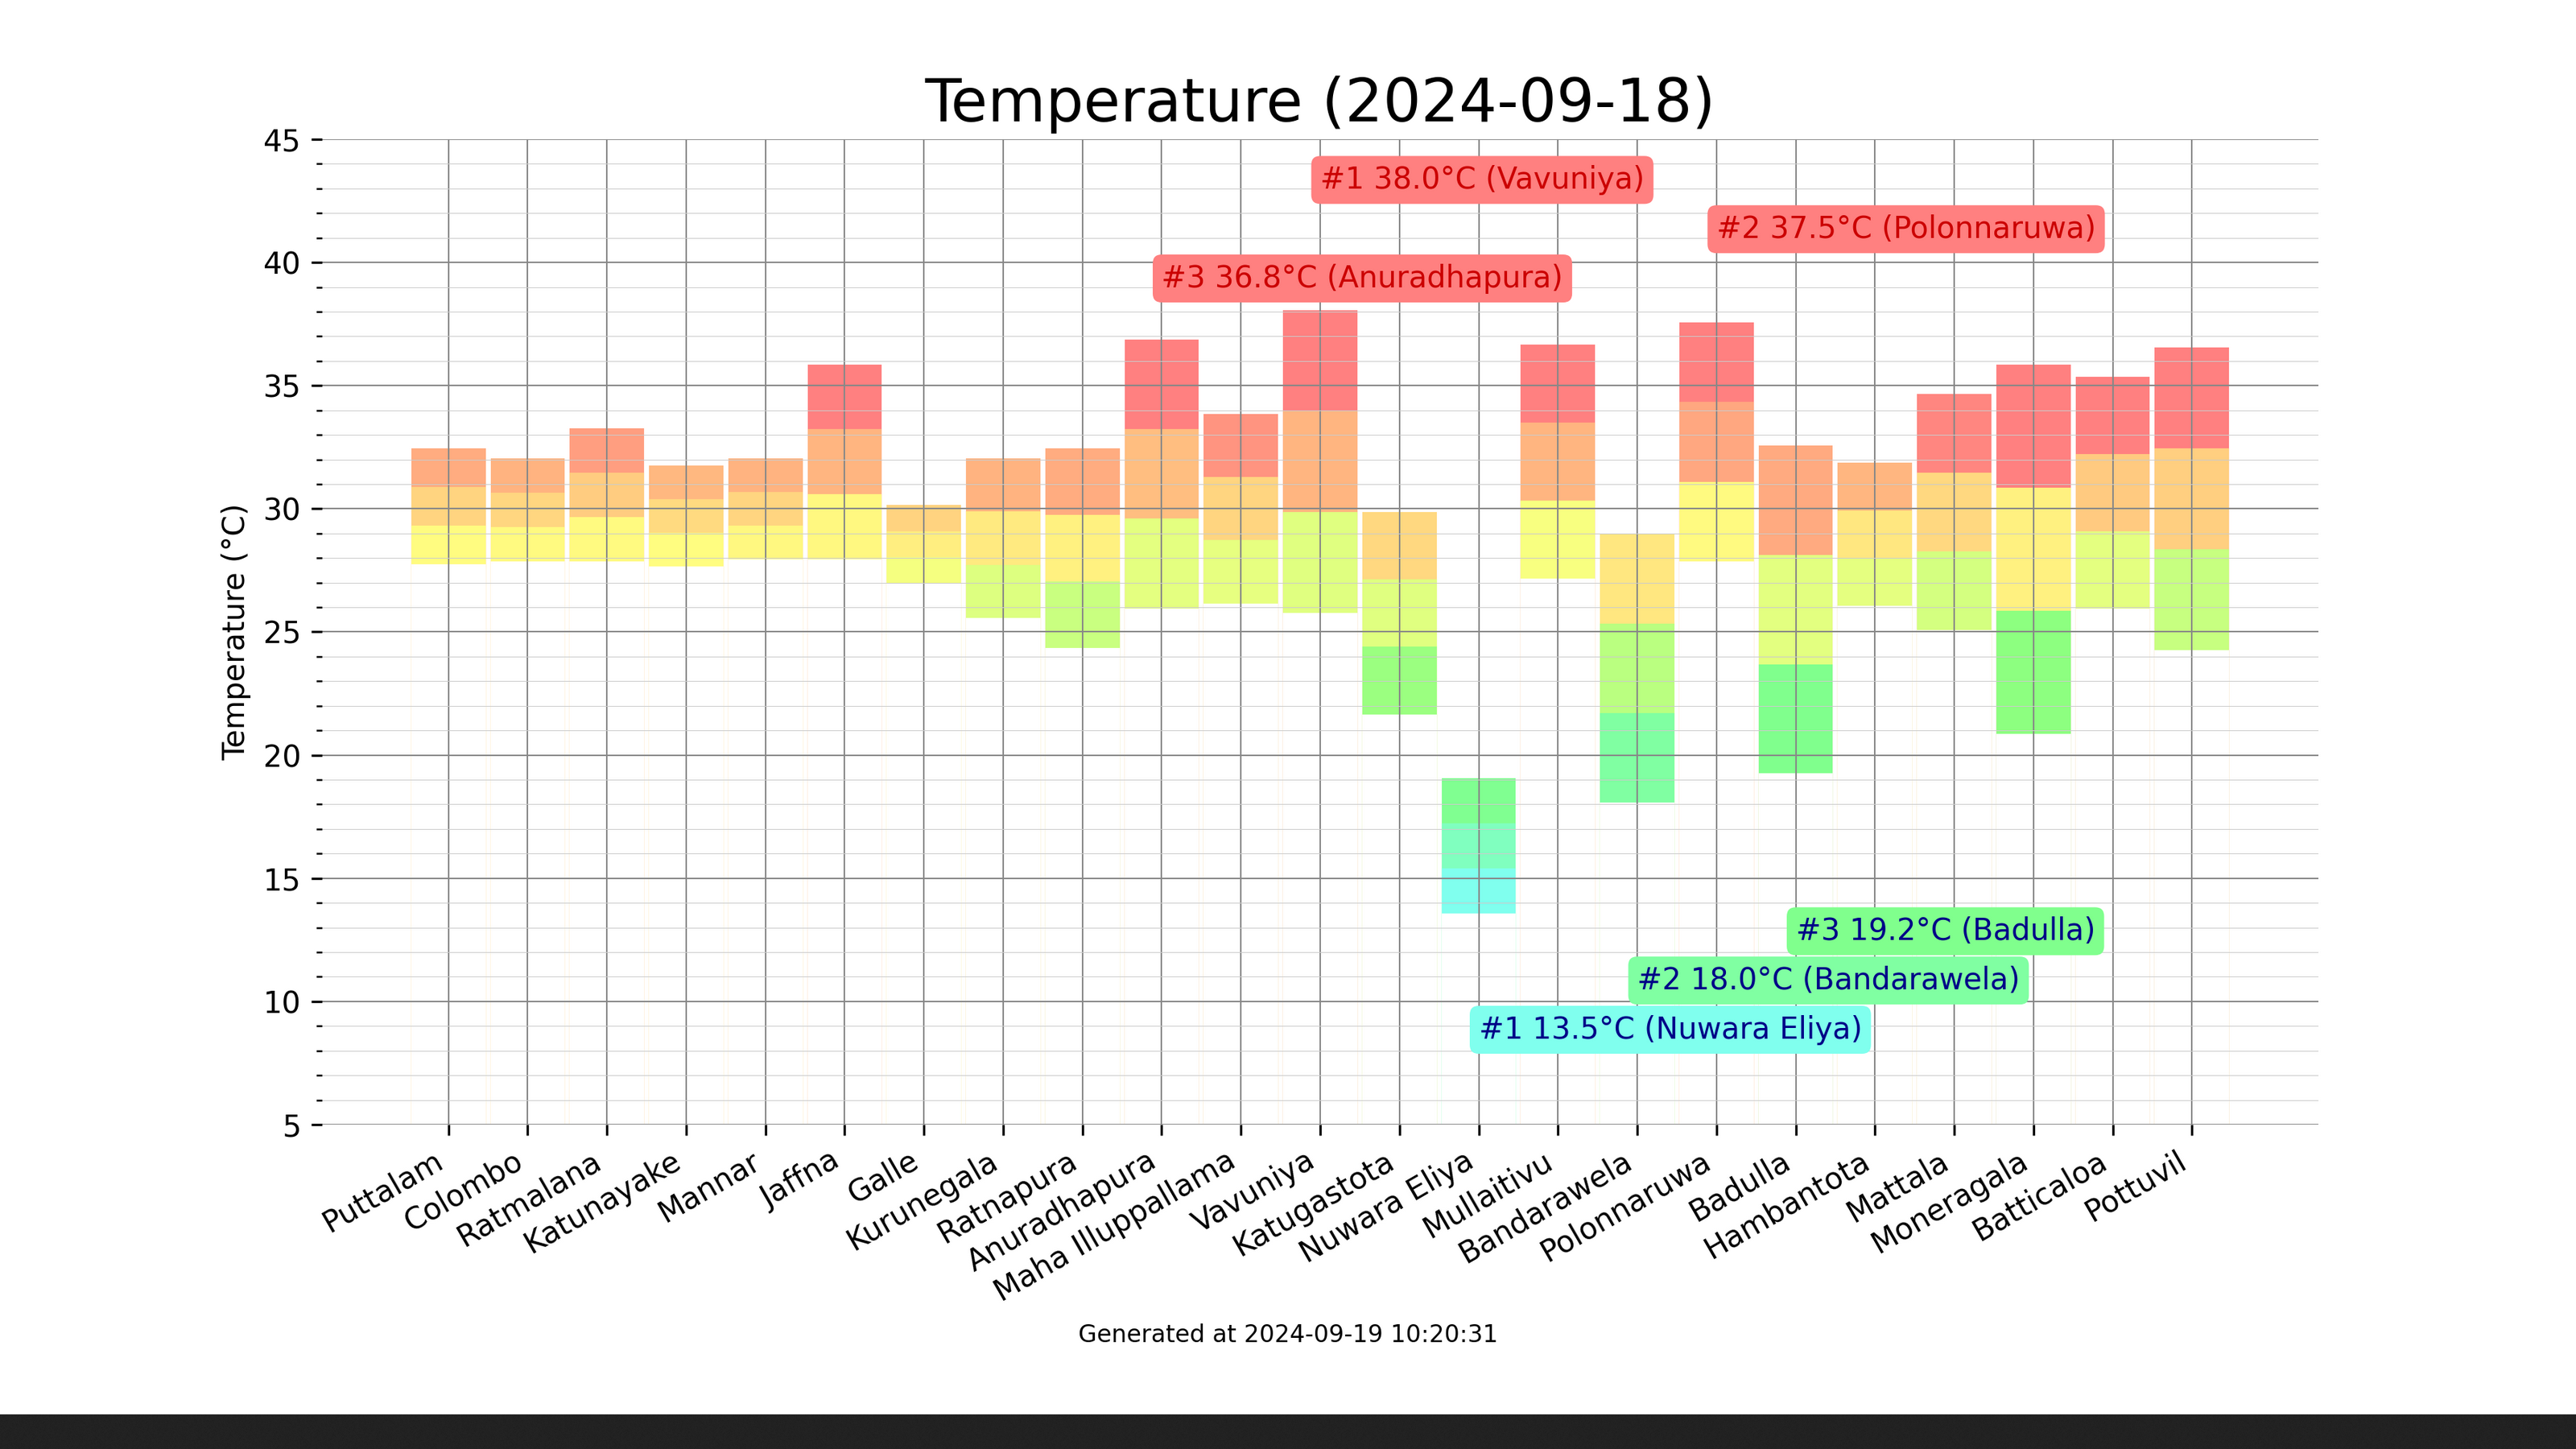 Temperature (2024-09-18)
45
#1 38.0°C (Vavuniya)
#2 37.5°C (Polonnaruwa)
40
#3 36.8°C (Anuradhapura)
35
30
Temperature (°C)
25
20
15
#3 19.2°C (Badulla)
#2 18.0°C (Bandarawela)
10
#1 13.5°C (Nuwara Eliya)
5
Puttalam
Colombo
Ratmalana
Katunayake
Mannar
Jaffna
Galle
Kurunegala
Ratnapura
Anuradhapura
Maha Illuppallama
Vavuniya
Katugastota
Nuwara Eliya
Mullaitivu
Bandarawela
Polonnaruwa
Badulla
Hambantota
Mattala
Moneragala
Batticaloa
Pottuvil
Generated at 2024-09-19 10:20:31